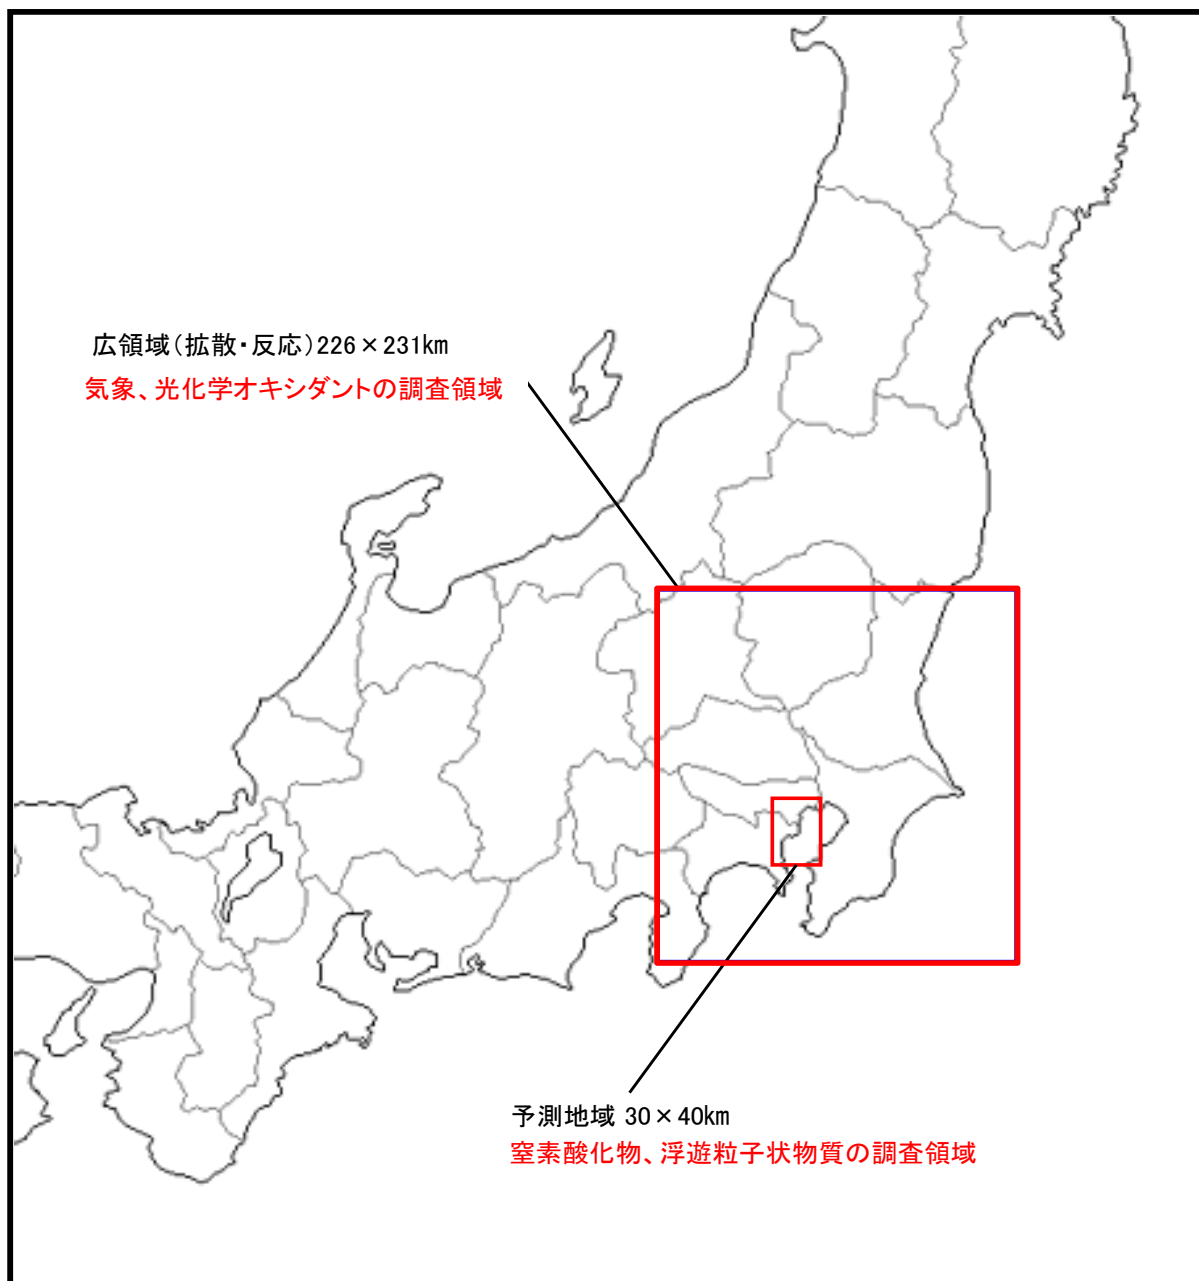 広領域（拡散・反応）226×231km
気象、光化学オキシダントの調査領域
予測地域 30×40km
窒素酸化物、浮遊粒子状物質の調査領域